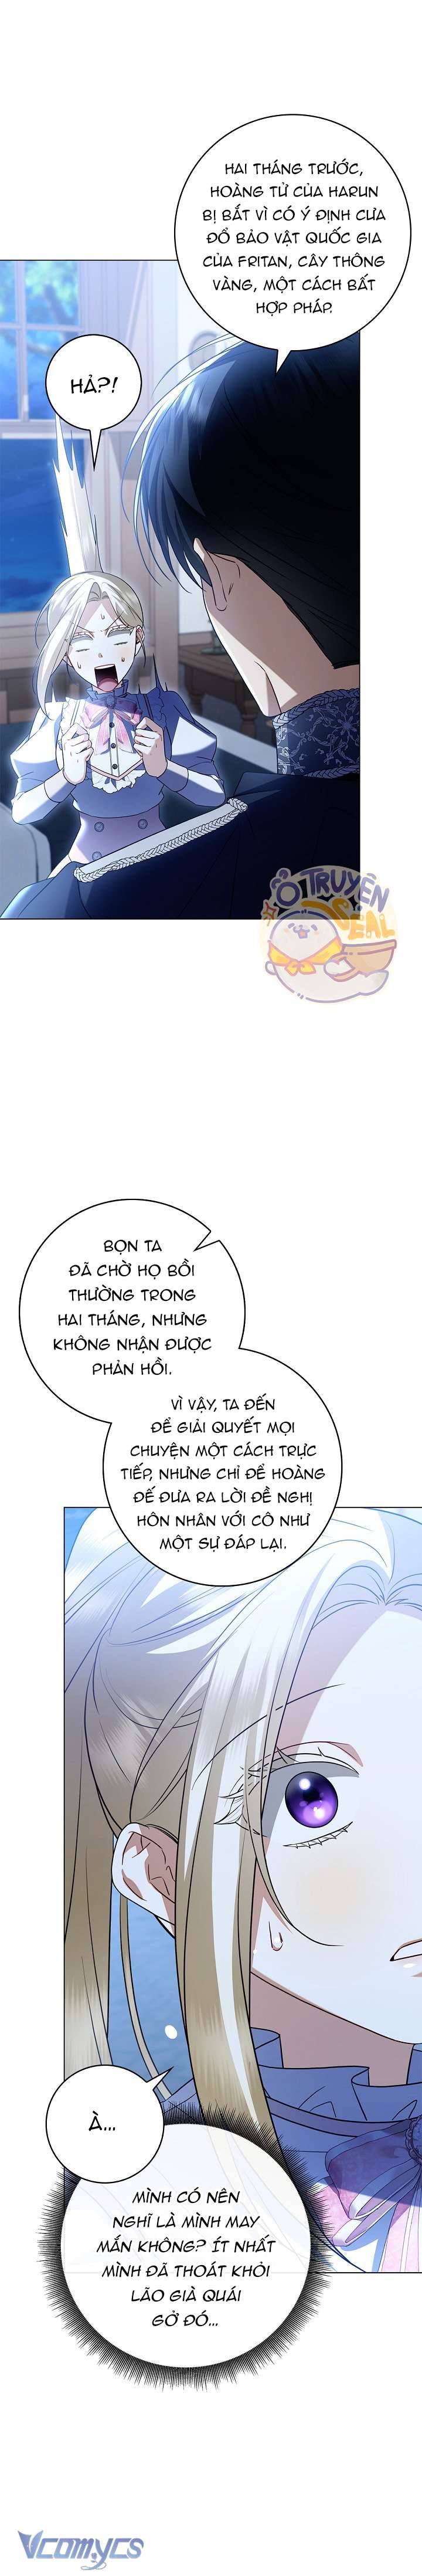 HAI THÁNG TRƯỚC,
HOÀNG TỬ CỦA HARUN
BỊ BẮT VÌ CÓ Ý ĐỊNH CƯA
ĐỔ BẢO VẬT QUỐC GIA
CỦA FRITAN, CÂY THÔNG
VÀNG, MỘT CÁCH BẤT
HỢP PHÁP.
HẢ?!
Ổ TRUYỆN
SEAL
BỌN TA
ĐÃ CHỜ HỌ BỒI
THƯỜNG TRONG
HAI THÁNG, NHƯNG
KHÔNG NHẬN ĐƯỢC
PHẢN HỒI.
VÌ VẬY, TA ĐẾN
ĐỂ GIẢI QUYẾT MỌI
CHUYỆN MỘT CÁCH TRỰC
TIẾP, NHƯNG CHỈ ĐỂ HOÀNG
ĐẾ ĐƯA RA LỜI ĐỀ NGHỊ
HÔN NHÂN VỚI CÔ NHƯ
MỘT SỰ ĐÁP LẠI.
À...
MÌNH CÓ NÊN
NGHĨ LÀ MÌNH MAY
MẮN KHÔNG? ÍT NHẤT
MÌNH ĐÃ THOÁT KHỎI
LÃO GIÀ QUÁI
GỞ ĐÓ...
Vcomycs